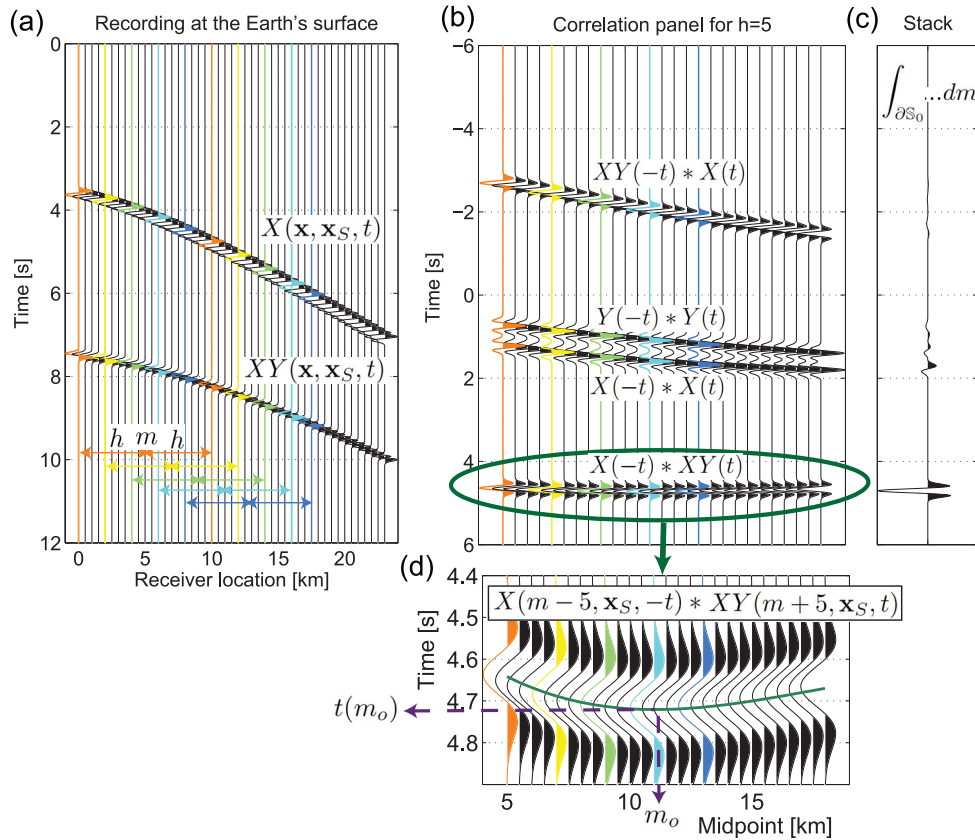 (a) Recording at the Earth's surface
0
2
4
6
8
10
12
Time [s]
X(x, x_S, t)
XY(x, x_S, t)
h m h
0 5 10 15 20
Receiver location [km]
(b) Correlation panel for h=5
−6
−4
−2
0
2
4
6
Time [s]
XY(−t) ∗ X(t)
Y(−t) ∗ Y(t)
X(−t) ∗ X(t)
X(−t) ∗ XY(t)
(c) Stack
∫_{∂𝕊_0} ...dm
(d)
4.4
4.5
4.6
4.7
4.8
Time [s]
X(m − 5, x_S, −t) ∗ XY(m + 5, x_S, t)
t(m_o)
5 10 15
m_o
Midpoint [km]